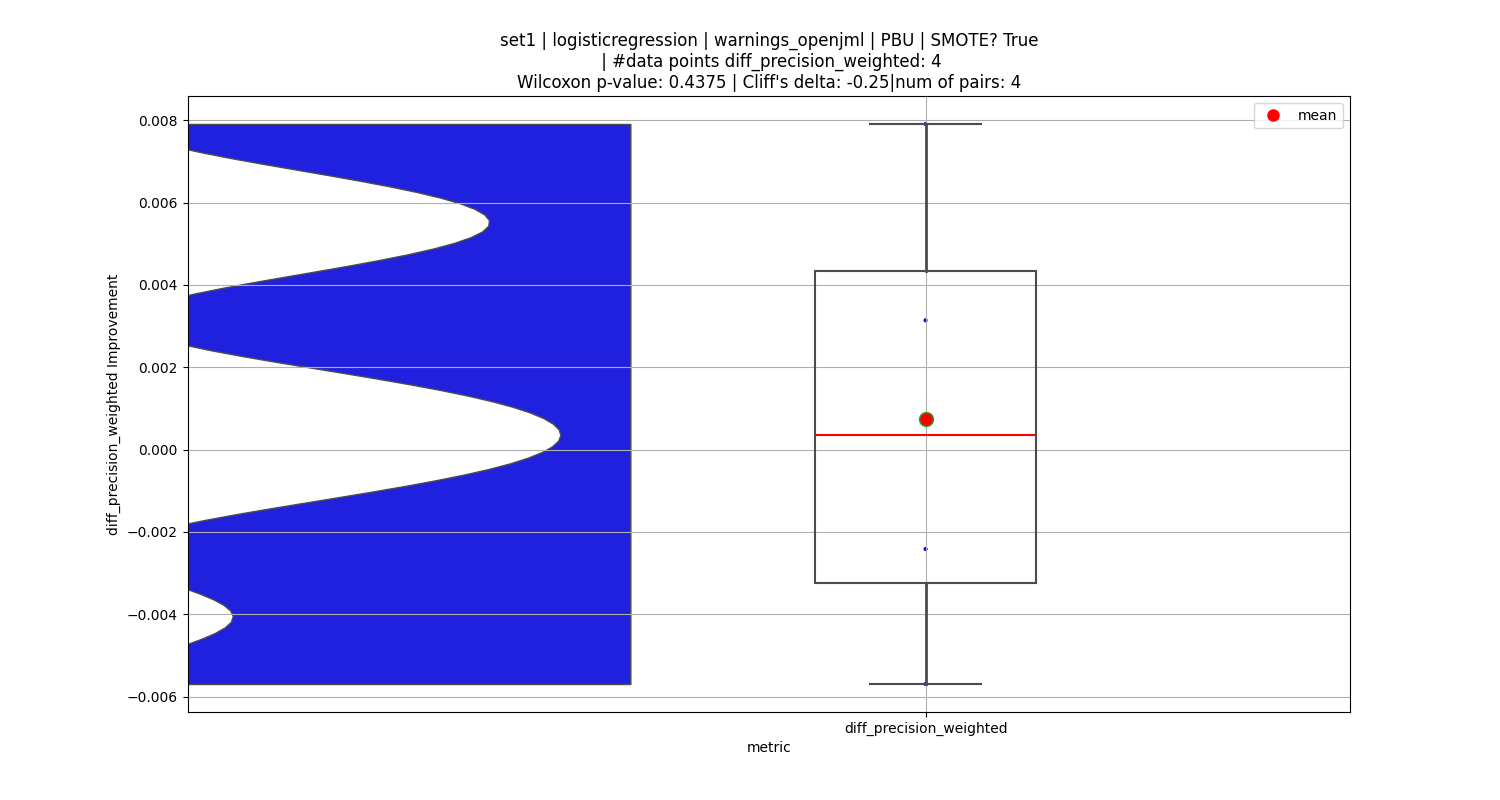 set1 | logisticregression | warnings_openjml | PBU | SMOTE? True
| #data points diff_precision_weighted: 4
Wilcoxon p-value: 0.4375 | Cliff's delta: -0.25|num of pairs: 4
mean
0.008
0.006
0.004
0.002
0.000
−0.002
−0.004
−0.006
diff_precision_weighted Improvement
diff_precision_weighted
metric